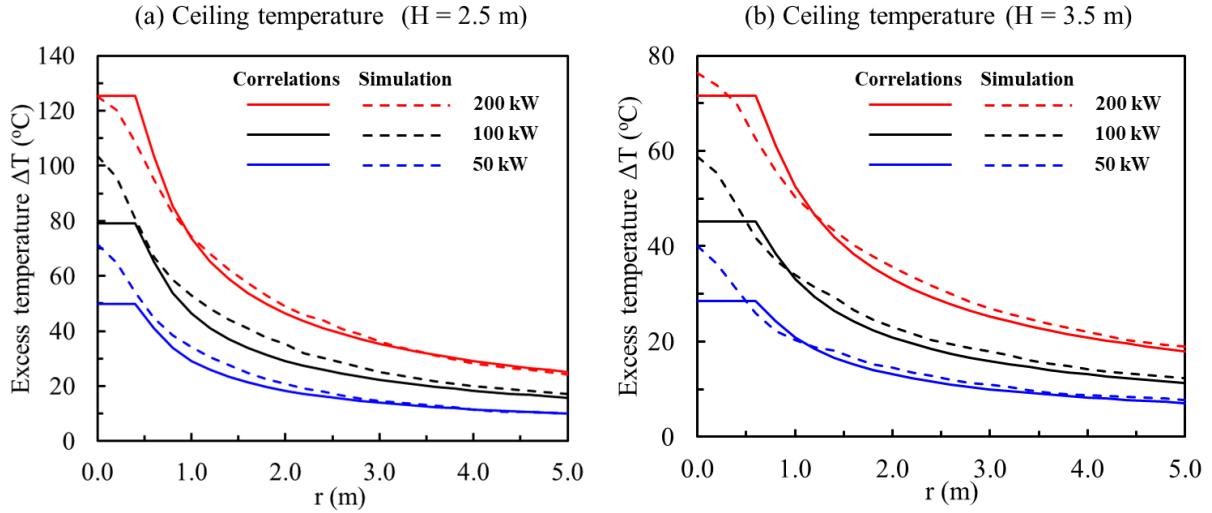 (a) Ceiling temperature (H = 2.5 m)
Excess temperature ΔT (°C)
140
120
100
80
60
40
20
0
Correlations Simulation
200 kW
100 kW
50 kW
0.0 1.0 2.0 3.0 4.0 5.0
r (m)
(b) Ceiling temperature (H = 3.5 m)
Excess temperature ΔT (°C)
80
60
40
20
0
Correlations Simulation
200 kW
100 kW
50 kW
0.0 1.0 2.0 3.0 4.0 5.0
r (m)